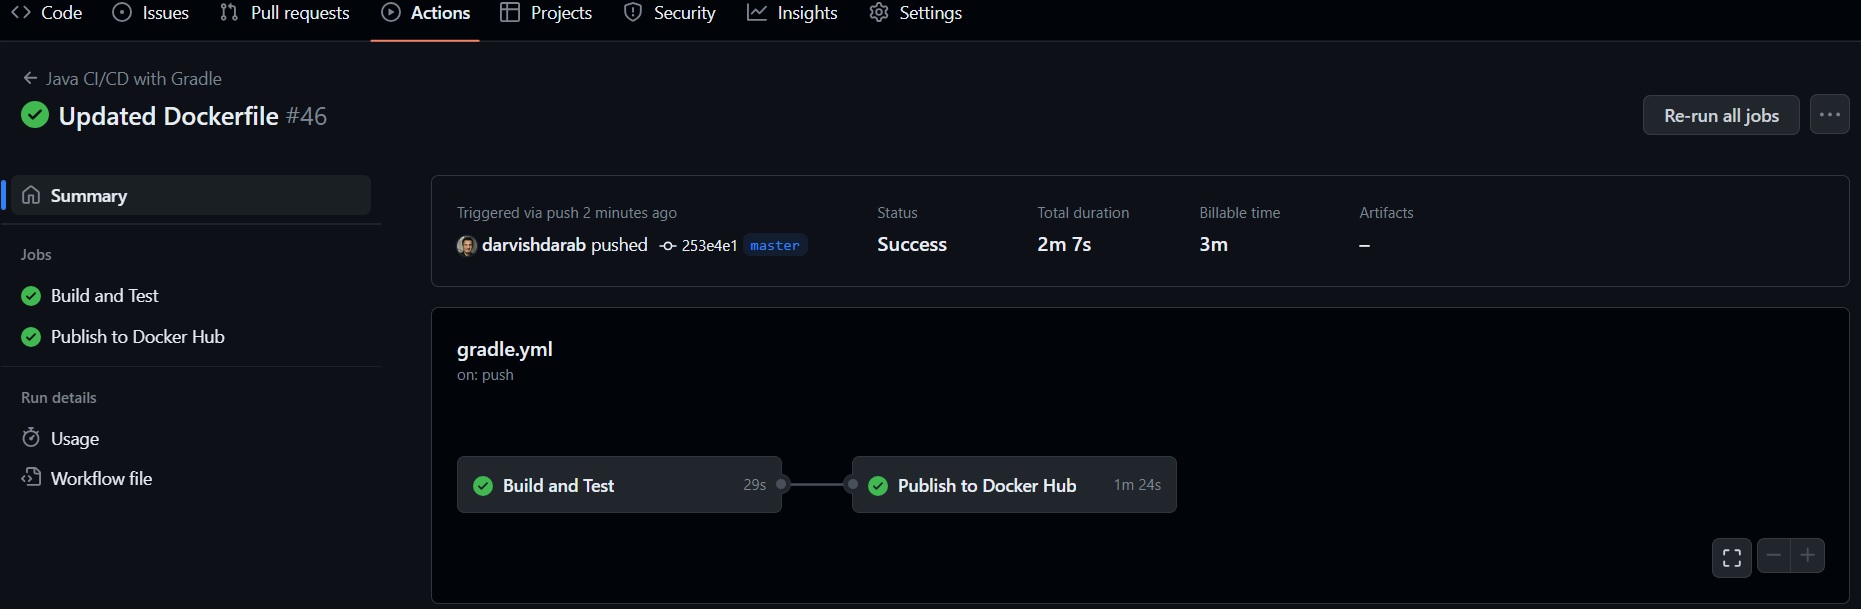 Code Issues Pull requests Actions Projects Security Insights Settings
Java CI/CD with Gradle
Updated Dockerfile #46
Re-run all jobs
Summary
Jobs
Build and Test
Publish to Docker Hub
Run details
Usage
Workflow file
Triggered via push 2 minutes ago
darvishdarab pushed 253e4e1 master
Status
Success
Total duration
2m 7s
Billable time
3m
Artifacts
–
gradle.yml
on: push
Build and Test 29s
Publish to Docker Hub 1m 24s